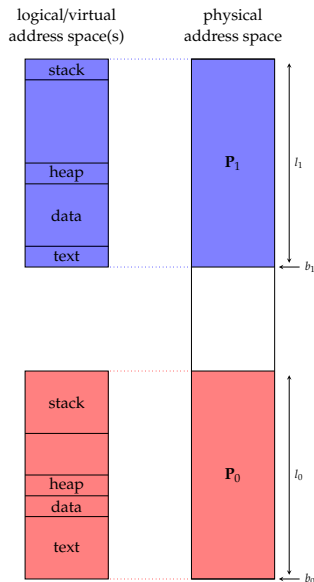 logical/virtual
address space(s)
physical
address space
stack
heap
data
text
P₁
l₁
b₁
stack
heap
data
text
P₀
l₀
b₀